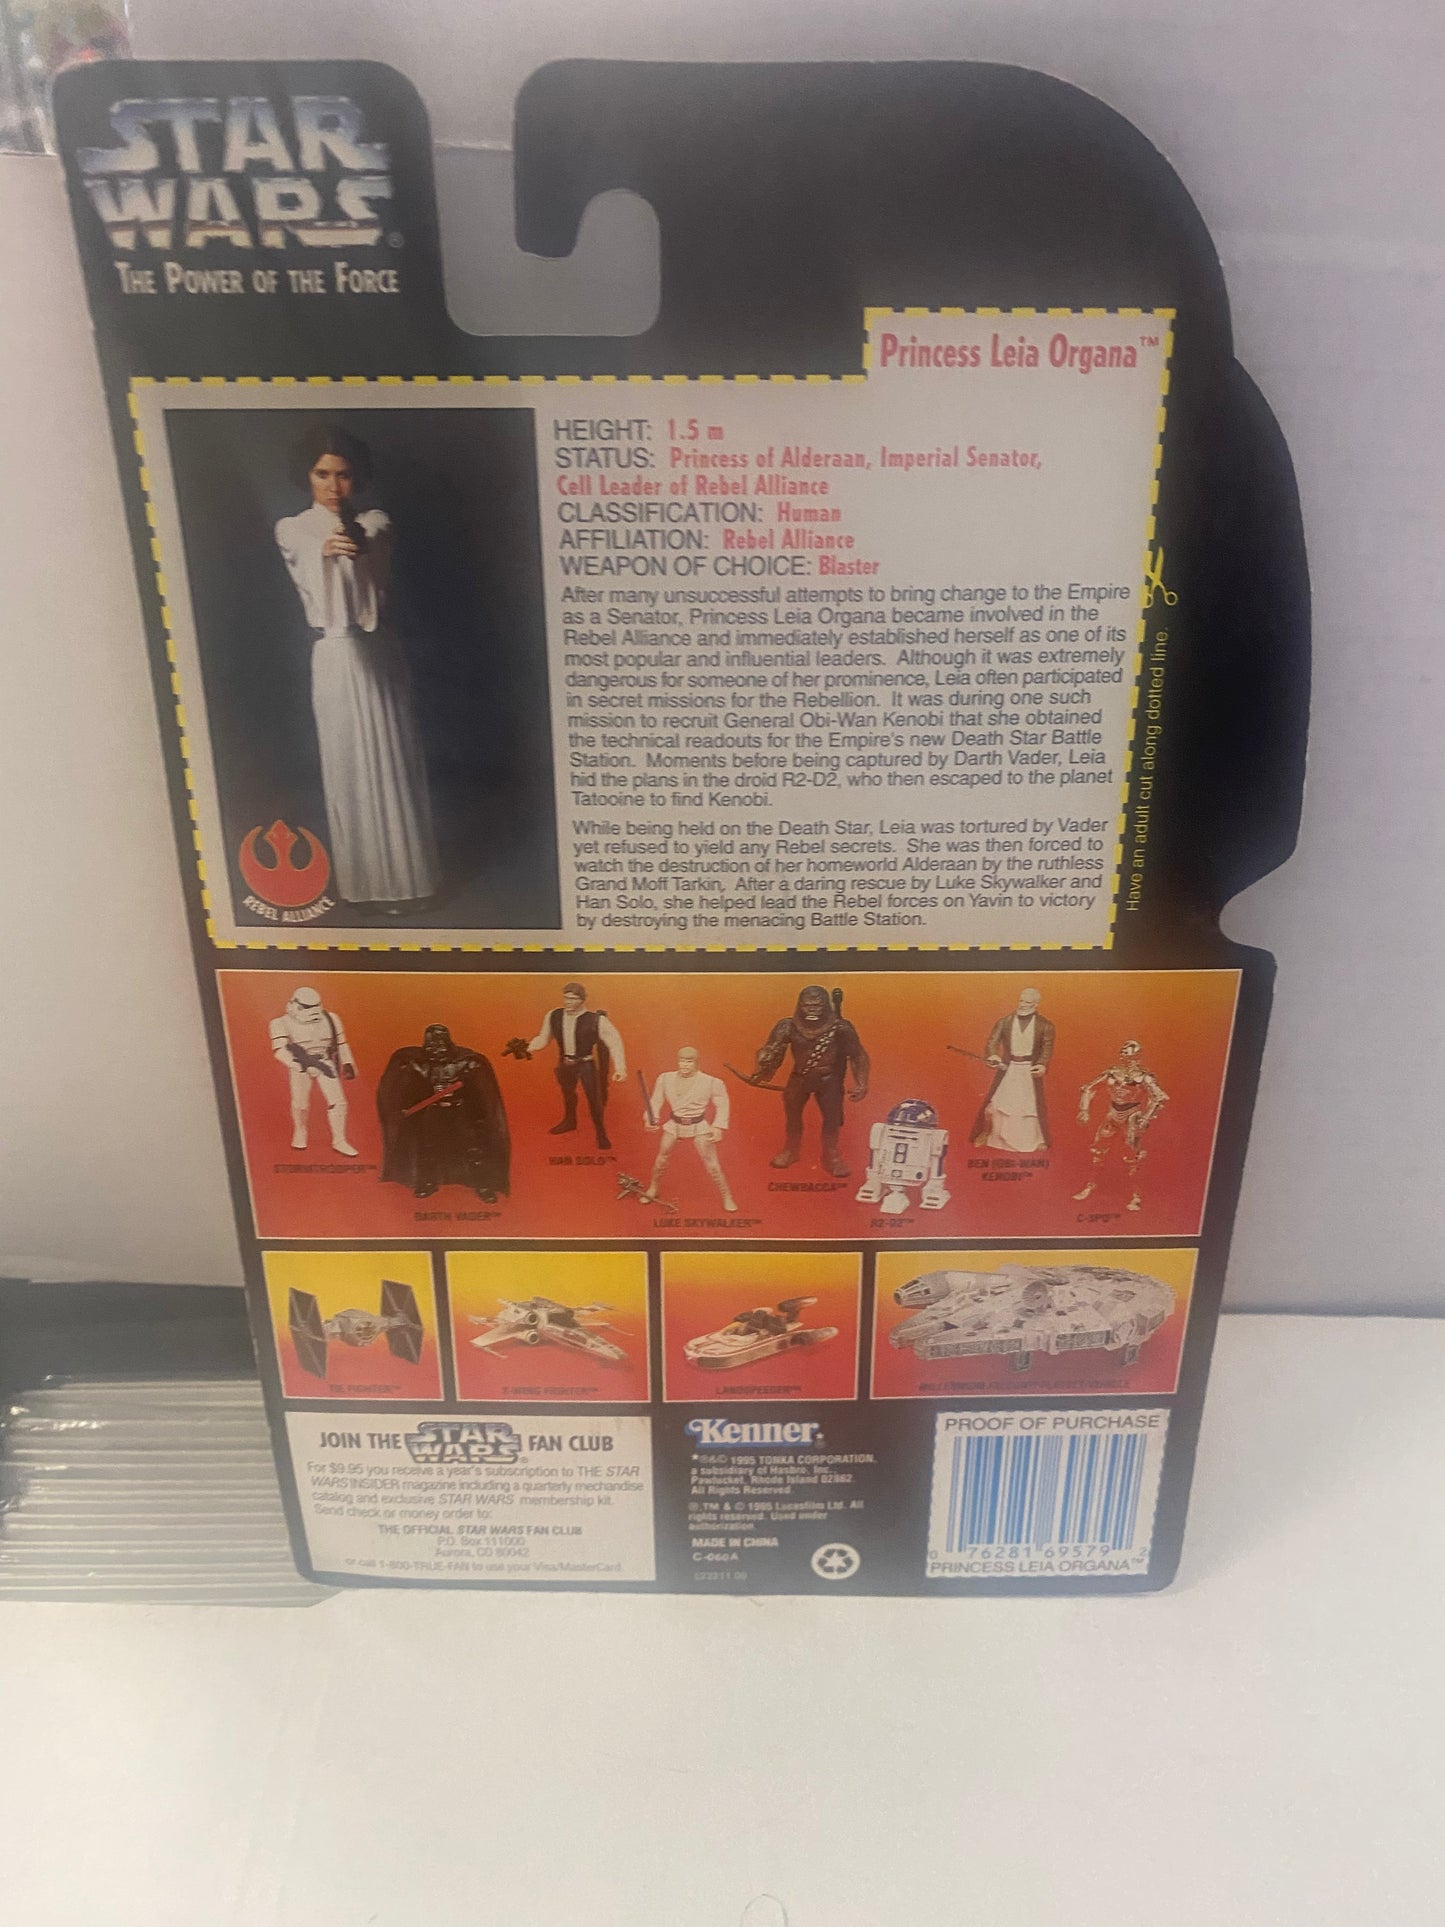 STAR
WARS®
THE POWER OF THE FORCE
Princess Leia Organa™
HEIGHT: 1.5 m
STATUS: Princess of Alderaan, Imperial Senator,
Cell Leader of Rebel Alliance
CLASSIFICATION: Human
AFFILIATION: Rebel Alliance
WEAPON OF CHOICE: Blaster
After many unsuccessful attempts to bring change to the Empire
as a Senator, Princess Leia Organa became involved in the
Rebel Alliance and immediately established herself as one of its
most popular and influential leaders. Although it was extremely
dangerous for someone of her prominence, Leia often participated
in secret missions for the Rebellion. It was during one such
mission to recruit General Obi-Wan Kenobi that she obtained
the technical readouts for the Empire's new Death Star Battle
Station. Moments before being captured by Darth Vader, Leia
hid the plans in the droid R2-D2, who then escaped to the planet
Tatooine to find Kenobi.
While being held on the Death Star, Leia was tortured by Vader
yet refused to yield any Rebel secrets. She was then forced to
watch the destruction of her homeworld Alderaan by the ruthless
Grand Moff Tarkin. After a daring rescue by Luke Skywalker and
Han Solo, she helped lead the Rebel forces on Yavin to victory
by destroying the menacing Battle Station.
REBEL ALLIANCE
Have an adult cut along dotted line.
STORMTROOPER™
DARTH VADER™
HAN SOLO™
LUKE SKYWALKER™
CHEWBACCA™
R2-D2™
BEN (OBI-WAN)
KENOBI™
C-3PO™
TIE FIGHTER™
X-WING FIGHTER™
LANDSPEEDER™
JOIN THE STAR WARS® FAN CLUB
For $9.95 you receive a year's subscription to THE STAR
WARS INSIDER magazine including a quarterly mechandise
catalog and exclusive STAR WARS membership kit.
Send check or money order to:
THE OFFICIAL STAR WARS FAN CLUB
P.O. Box 111000
Aurora, CO 80042
or call 1-800-TRUE-FAN to use your Visa/MasterCard.
Kenner®
*®&© 1995 TONKA CORPORATION,
a subsidiary of Hasbro, Inc.,
Pawtucket, Rhode Island 02862
All Rights Reserved.
®,TM & © 1995 Lucasfilm Ltd. All
rights reserved. Used under
authorization.
MADE IN CHINA
C-060A
PROOF OF PURCHASE
0 76281 69579 2
PRINCESS LEIA ORGANA™